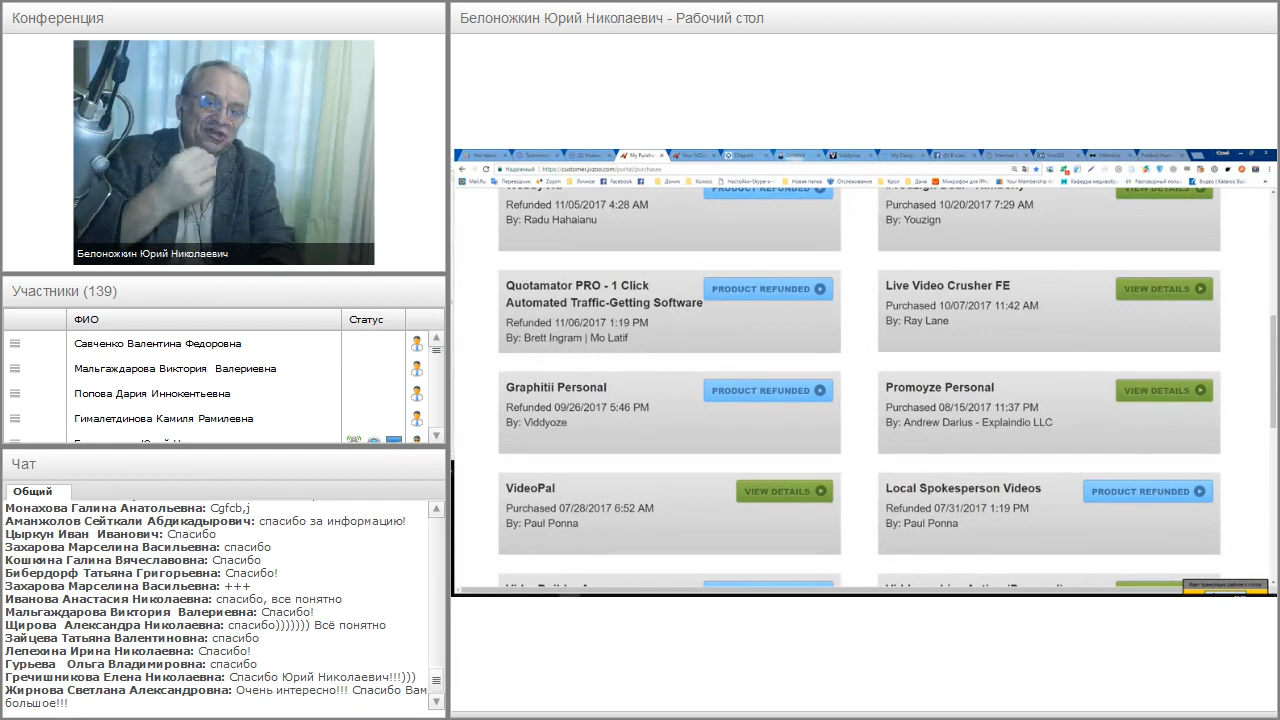 Конференция
Белоножкин Юрий Николаевич
Участники (139)
ФИО
Статус
Савченко Валентина Федоровна
Мальгаждарова Виктория Валериевна
Пилова Дария Иннокентьевна
Гималетдинова Камиля Рамилевна
Чат
Общий
Монахова Галина Анатольевна: Cgfcb,j
Аманжолов Сейткали Абдикадырович: спасибо за информацию!
Цыркун Иван Иванович: Спасибо
Захарова Марселина Васильевна: спасибо
Кошкина Галина Вячеславовна: Спасибо
Бибердорф Татьяна Григорьевна: Спасибо!
Захарова Марселина Васильевна: +++
Иванова Анастасия Николаевна: спасибо, все понятно
Мальгаждарова Виктория Валериевна: Спасибо!
Щирова Александра Николаевна: спасибо))))))) Всё понятно
Зайцева Татьяна Валентиновна: спасибо
Лепехина Ирина Николаевна: Спасибо!
Гурьева Ольга Владимировна: спасибо
Гречишникова Елена Николаевна: Спасибо Юрий Николаевич!!!)))
Жирнова Светлана Александровна: Очень интересно!!! Спасибо Вам
большое!!!
Белоножкин Юрий Николаевич - Рабочий стол
Надежный https://customer.jvzoo.com/portal/purchases
Refunded 11/05/2017 4:28 AM
By: Radu Hahaianu
VIEW DETAILS
Purchased 10/20/2017 7:29 AM
By: Youzign
Quotamator PRO - 1 Click
Automated Traffic-Getting Software
PRODUCT REFUNDED
Refunded 11/06/2017 1:19 PM
By: Brett Ingram | Mo Latif
Live Video Crusher FE
VIEW DETAILS
Purchased 10/07/2017 11:42 AM
By: Ray Lane
Graphitii Personal
PRODUCT REFUNDED
Refunded 09/26/2017 5:46 PM
By: Viddyoze
Promoyze Personal
VIEW DETAILS
Purchased 08/15/2017 11:37 PM
By: Andrew Darius - Explaindio LLC
VideoPal
VIEW DETAILS
Purchased 07/28/2017 6:52 AM
By: Paul Ponna
Local Spokesperson Videos
PRODUCT REFUNDED
Refunded 07/31/2017 1:19 PM
By: Paul Ponna